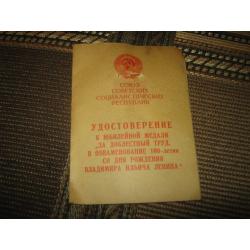 СОЮЗ
СОВЕТСКИХ
СОЦИАЛИСТИЧЕСКИХ
РЕСПУБЛИК
УДОСТОВЕРЕНИЕ
К ЮБИЛЕЙНОЙ МЕДАЛИ
„ЗА ДОБЛЕСТНЫЙ ТРУД.
В ОЗНАМЕНОВАНИЕ 100-летия
СО ДНЯ РОЖДЕНИЯ
ВЛАДИМИРА ИЛЬИЧА ЛЕНИНА“